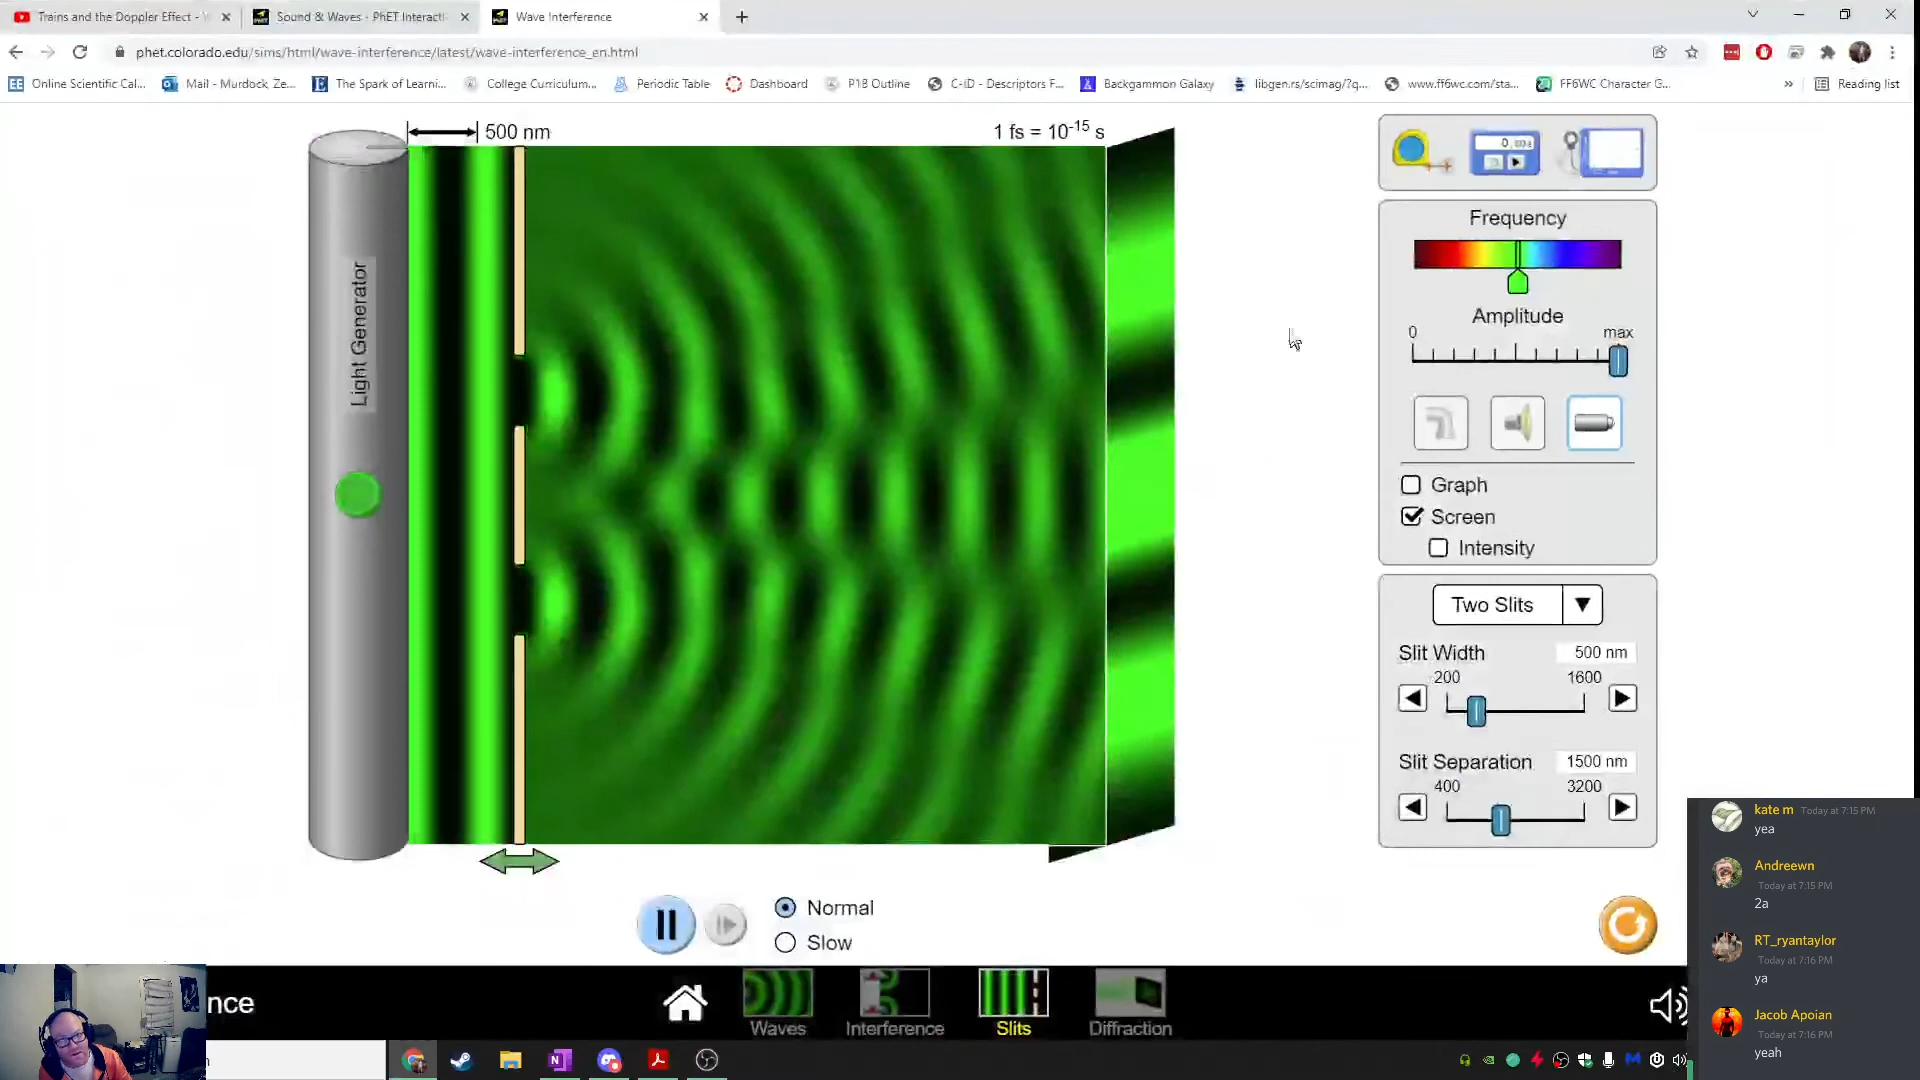 Trains and the Doppler Effect -
Sound & Waves - PhET Interacti
Wave Interference
phet.colorado.edu/sims/html/wave-interference/latest/wave-interference_en.html
Online Scientific Cal...
Mail - Murdock, Ze...
The Spark of Learni...
College Curriculum...
Periodic Table
Dashboard
P1B Outline
C-ID - Descriptors F...
Backgammon Galaxy
libgen.rs/scimag/?q...
www.ff6wc.com/sta...
FF6WC Character G...
»
Reading list
500 nm
1 fs = 10⁻¹⁵ s
Light Generator
Frequency
Amplitude
0
max
Graph
Screen
Intensity
Two Slits
Slit Width
500 nm
200
1600
Slit Separation
1500 nm
400
3200
Normal
Slow
nce
Waves
Interference
Slits
Diffraction
kate m Today at 7:15 PM
yea
Andreewn
Today at 7:15 PM
2a
RT_ryantaylor
Today at 7:16 PM
ya
Jacob Apoian
Today at 7:16 PM
yeah